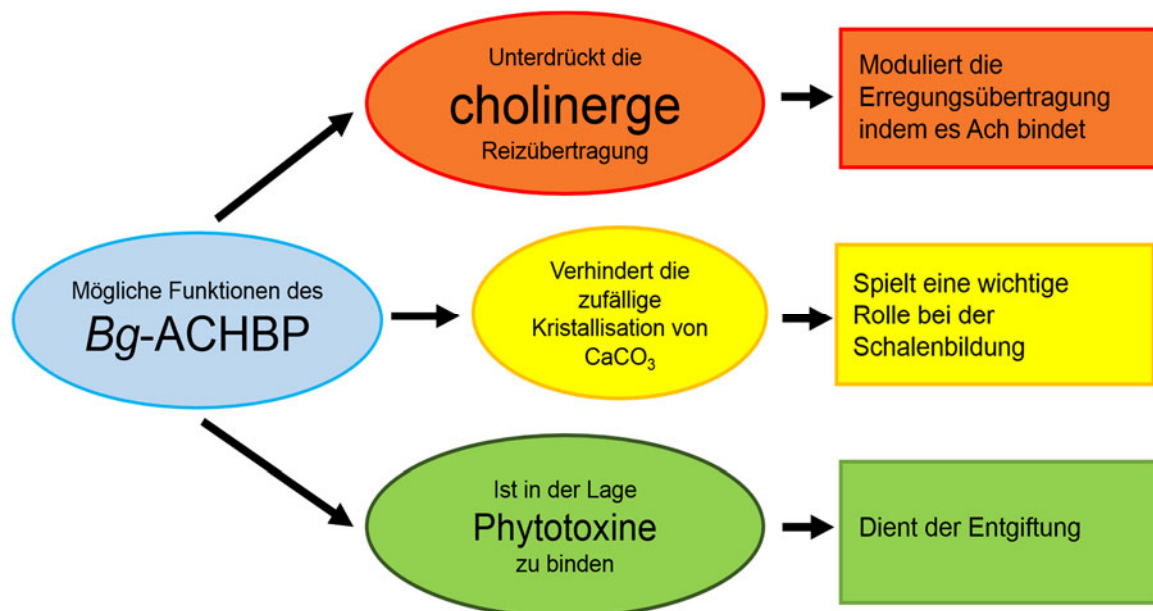 Unterdrückt die
cholinerge
Reizübertragung
Moduliert die
Erregungsübertragung
indem es Ach bindet
Mögliche Funktionen des
Bg-ACHBP
Verhindert die
zufällige
Kristallisation von
CaCO₃
Spielt eine wichtige
Rolle bei der
Schalenbildung
Ist in der Lage
Phytotoxine
zu binden
Dient der Entgiftung